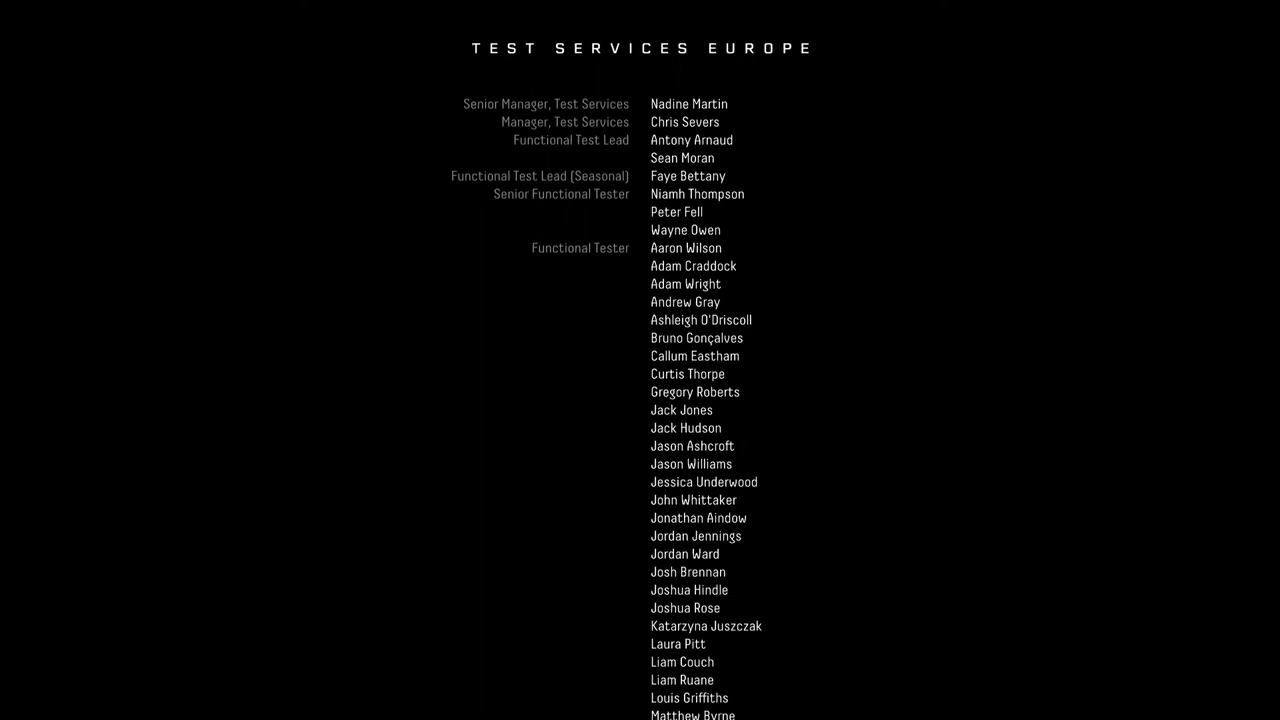 TEST SERVICES EUROPE
Senior Manager, Test Services Nadine Martin
Manager, Test Services Chris Severs
Functional Test Lead Antony Arnaud
Sean Moran
Functional Test Lead (Seasonal) Faye Bettany
Senior Functional Tester Niamh Thompson
Peter Fell
Wayne Owen
Functional Tester Aaron Wilson
Adam Craddock
Adam Wright
Andrew Gray
Ashleigh O'Driscoll
Bruno Gonçalves
Callum Eastham
Curtis Thorpe
Gregory Roberts
Jack Jones
Jack Hudson
Jason Ashcroft
Jason Williams
Jessica Underwood
John Whittaker
Jonathan Aindow
Jordan Jennings
Jordan Ward
Josh Brennan
Joshua Hindle
Joshua Rose
Katarzyna Juszczak
Laura Pitt
Liam Couch
Liam Ruane
Louis Griffiths
Matthew Byrne